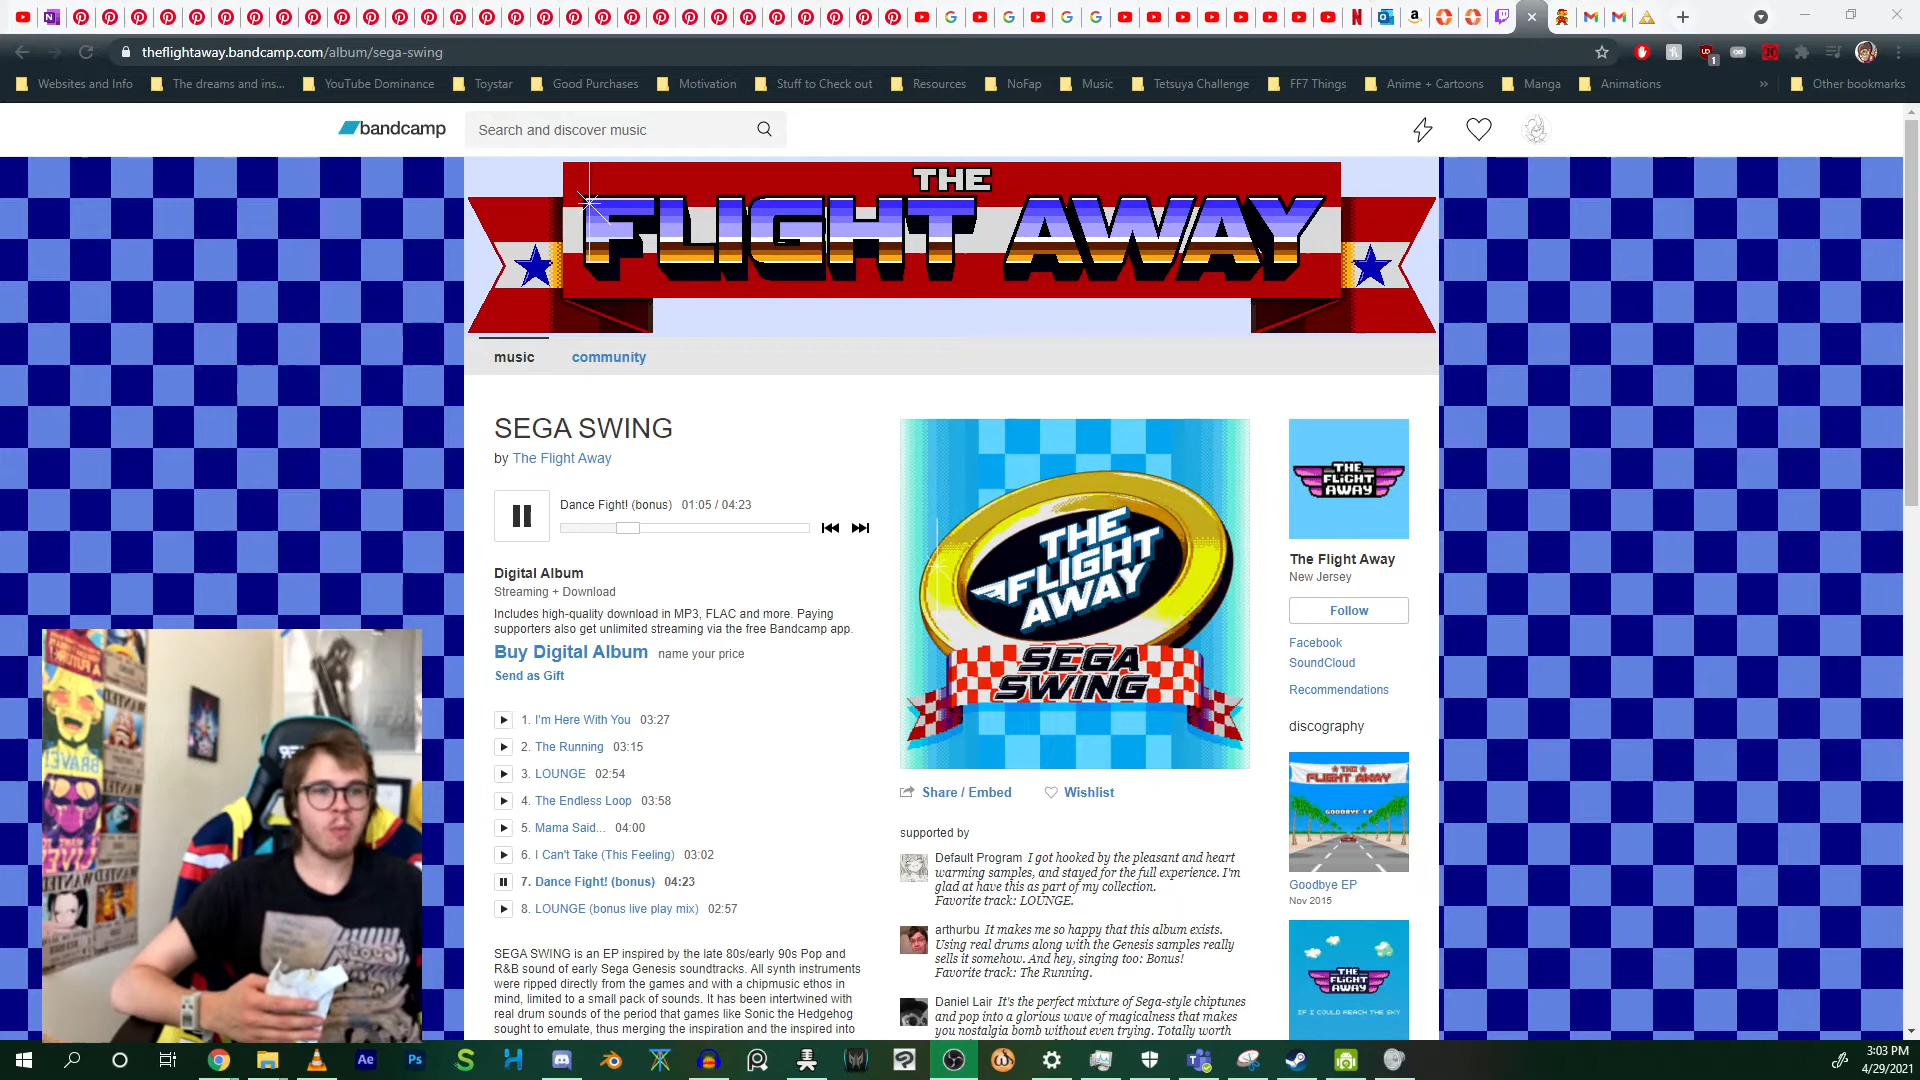 theflightaway.bandcamp.com/album/sega-swing
1
Websites and Info
The dreams and ins...
YouTube Dominance
Toystar
Good Purchases
Motivation
Stuff to Check out
Resources
NoFap
Music
Tetsuya Challenge
FF7 Things
Anime + Cartoons
Manga
Animations
»
Other bookmarks
bandcamp
Search and discover music
THE
FLIGHT AWAY
music
community
SEGA SWING
by The Flight Away
Dance Fight! (bonus) 01:05 / 04:23
Digital Album
Streaming + Download
Includes high-quality download in MP3, FLAC and more. Paying
supporters also get unlimited streaming via the free Bandcamp app.
Buy Digital Album name your price
Send as Gift
1. I'm Here With You 03:27
2. The Running 03:15
3. LOUNGE 02:54
4. The Endless Loop 03:58
5. Mama Said... 04:00
6. I Can't Take (This Feeling) 03:02
7. Dance Fight! (bonus) 04:23
8. LOUNGE (bonus live play mix) 02:57
SEGA SWING is an EP inspired by the late 80s/early 90s Pop and
R&B sound of early Sega Genesis soundtracks. All synth instruments
were ripped directly from the games and with a chipmusic ethos in
mind, limited to a small pack of sounds. It has been intertwined with
real drum sounds of the period that games like Sonic the Hedgehog
sought to emulate, thus merging the inspiration and the inspired into
THE
FLIGHT
AWAY
SEGA
SWING
Share / Embed
Wishlist
supported by
Default Program I got hooked by the pleasant and heart
warming samples, and stayed for the full experience. I'm
glad at have this as part of my collection.
Favorite track: LOUNGE.
arthurbu It makes me so happy that this album exists.
Using real drums along with the Genesis samples really
sells it somehow. And hey, singing too: Bonus!
Favorite track: The Running.
Daniel Lair It's the perfect mixture of Sega-style chiptunes
and pop into a glorious wave of magicalness that makes
you nostalgia bomb without even trying. Totally worth
THE
FLIGHT
AWAY
The Flight Away
New Jersey
Follow
Facebook
SoundCloud
Recommendations
discography
THE
FLIGHT AWAY
GOODBYE EP
Goodbye EP
Nov 2015
THE
FLIGHT
AWAY
IF I COULD REACH THE SKY
BRAVE!
WANTED
LIVE!
WANTED
Ae
Ps
3:03 PM
4/29/2021